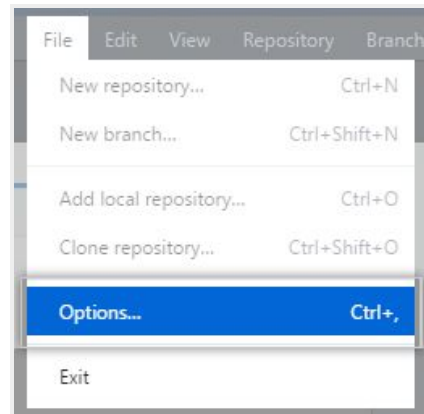 File Edit View Repository Branch
New repository... Ctrl+N
New branch... Ctrl+Shift+N
Add local repository... Ctrl+O
Clone repository... Ctrl+Shift+O
Options... Ctrl+,
Exit